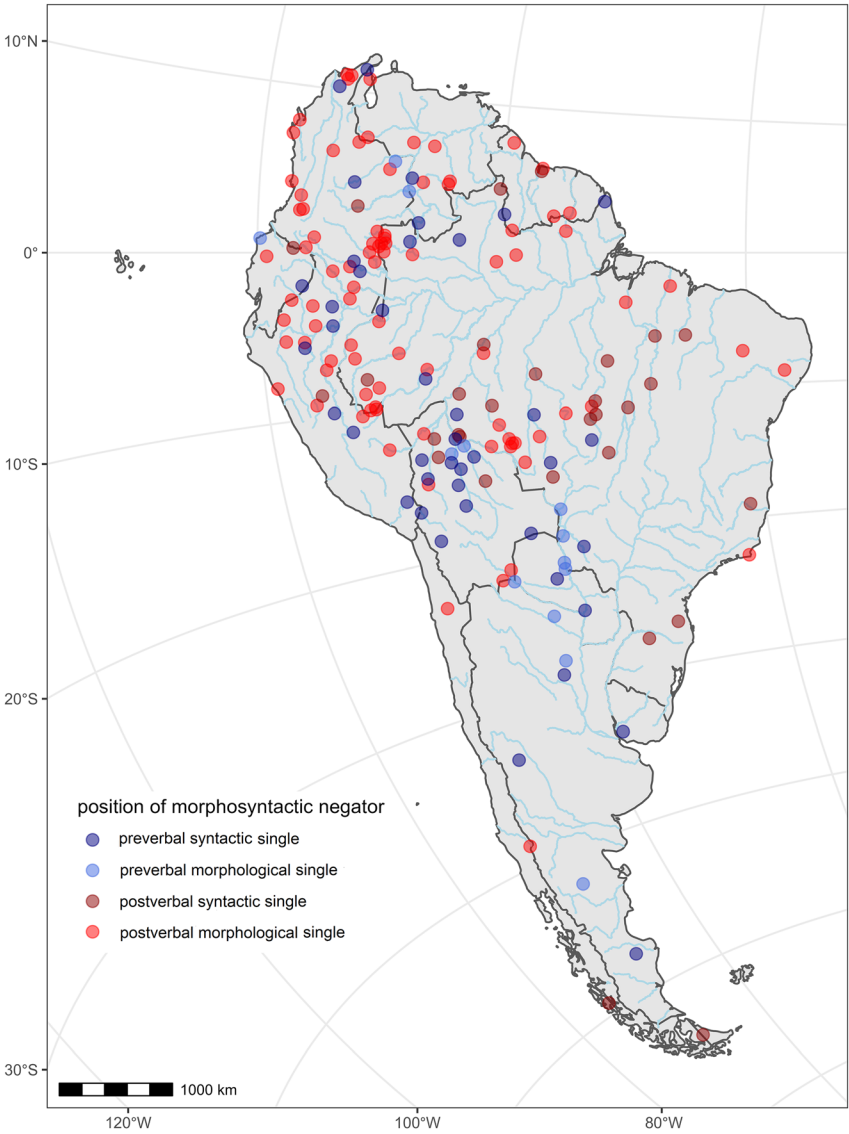 10°N
0°
10°S
20°S
position of morphosyntactic negator
preverbal syntactic single
preverbal morphological single
postverbal syntactic single
postverbal morphological single
30°S
1000 km
120°W
100°W
80°W